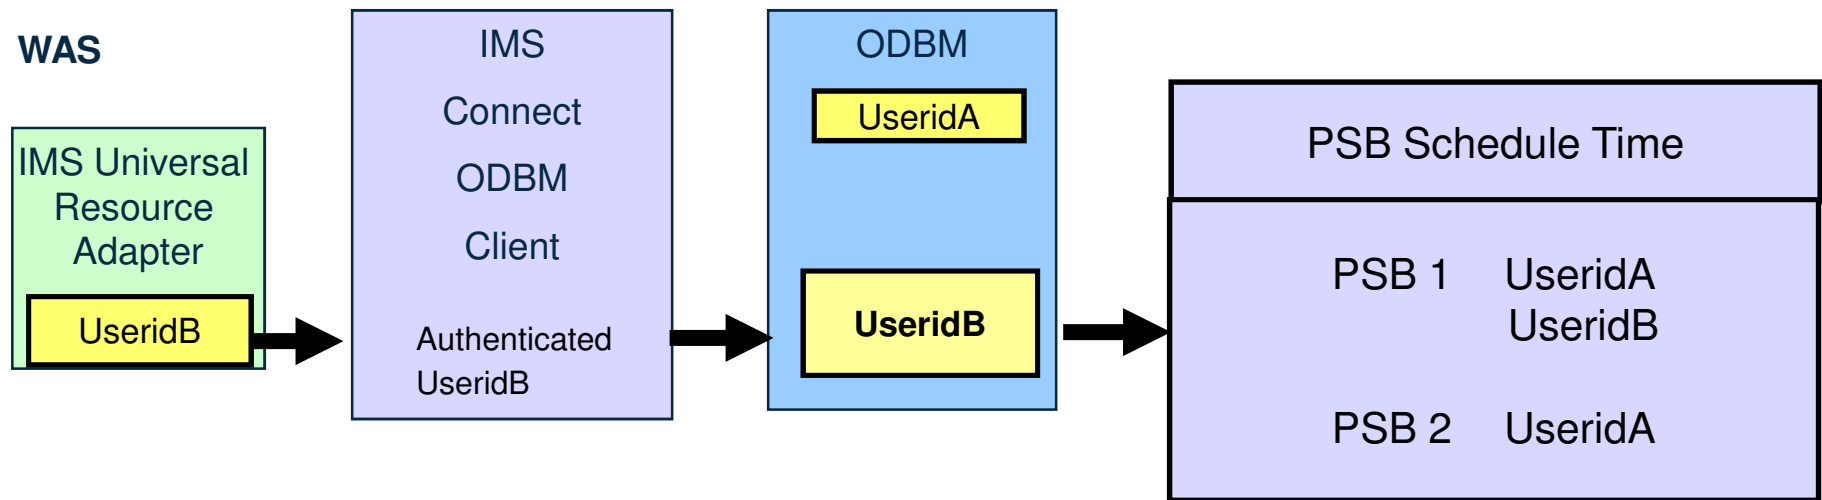 WAS
IMS Universal
Resource
Adapter
UseridB
IMS
Connect
ODBM
Client
Authenticated
UseridB
ODBM
UseridA
UseridB
PSB Schedule Time
PSB 1 UseridA
UseridB
PSB 2 UseridA